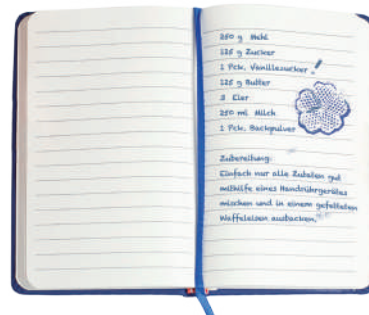 250 g Mehl
125 g Zucker
1 Pck. Vanillezucker!
125 g Butter
3 Eier
250 ml Milch
1 Pck. Backpulver
Zubereitung:
Einfach nur alle Zutaten gut
mithilfe eines Handrührgerätes
mischen und in einem gefetteten
Waffeleisen ausbacken.